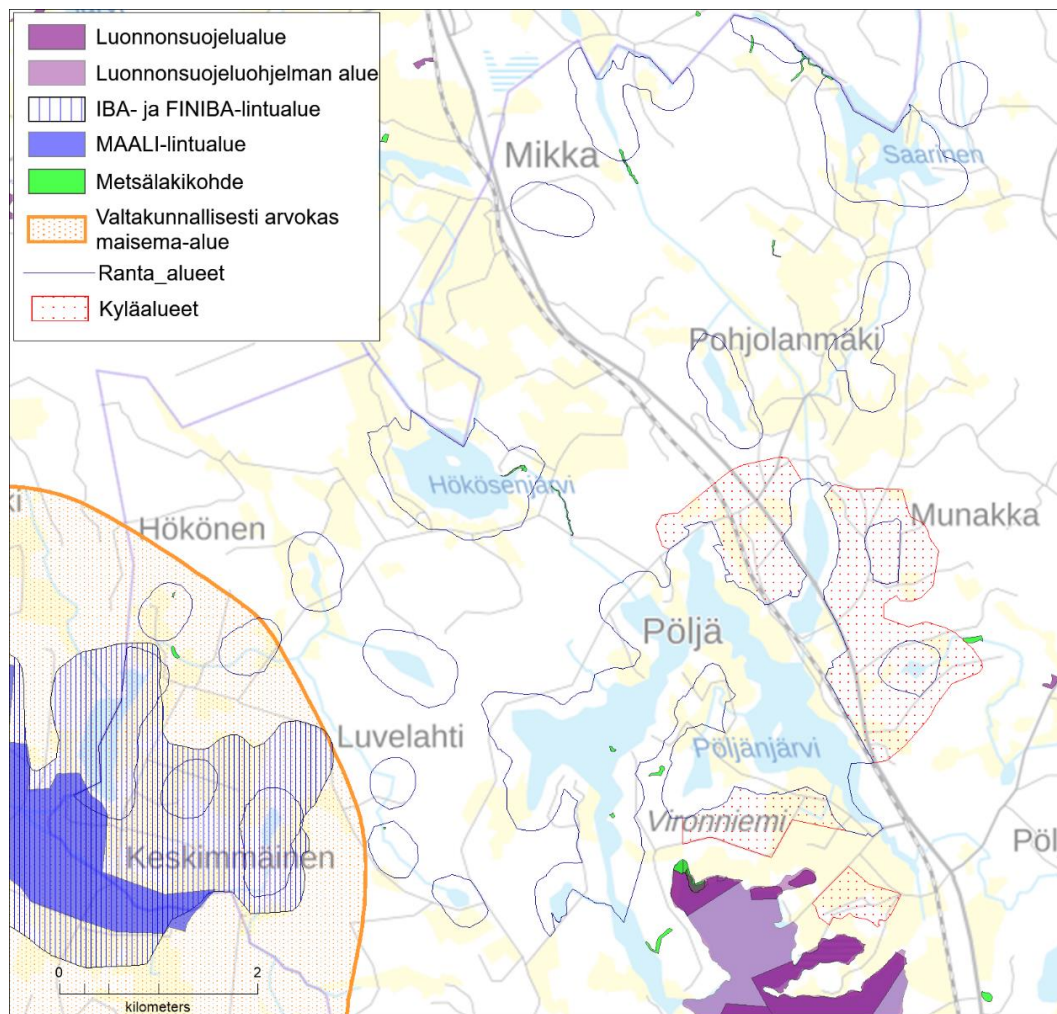 Luonnonsuojelualue
Luonnonsuojeluohjelman alue
IBA- ja FINIBA-lintualue
MAALI-lintualue
Metsälakikohde
Valtakunnallisesti arvokas
maisema-alue
Ranta_alueet
Kyläalueet
Mikka
Saarinen
Pohjolanmäki
Hökösenjärvi
ki
Hökönen
Munakka
Pöljä
Luvelahti
Pöljänjärvi
Vironniemi
Pöl
Keskimmäinen
0 2
kilometers